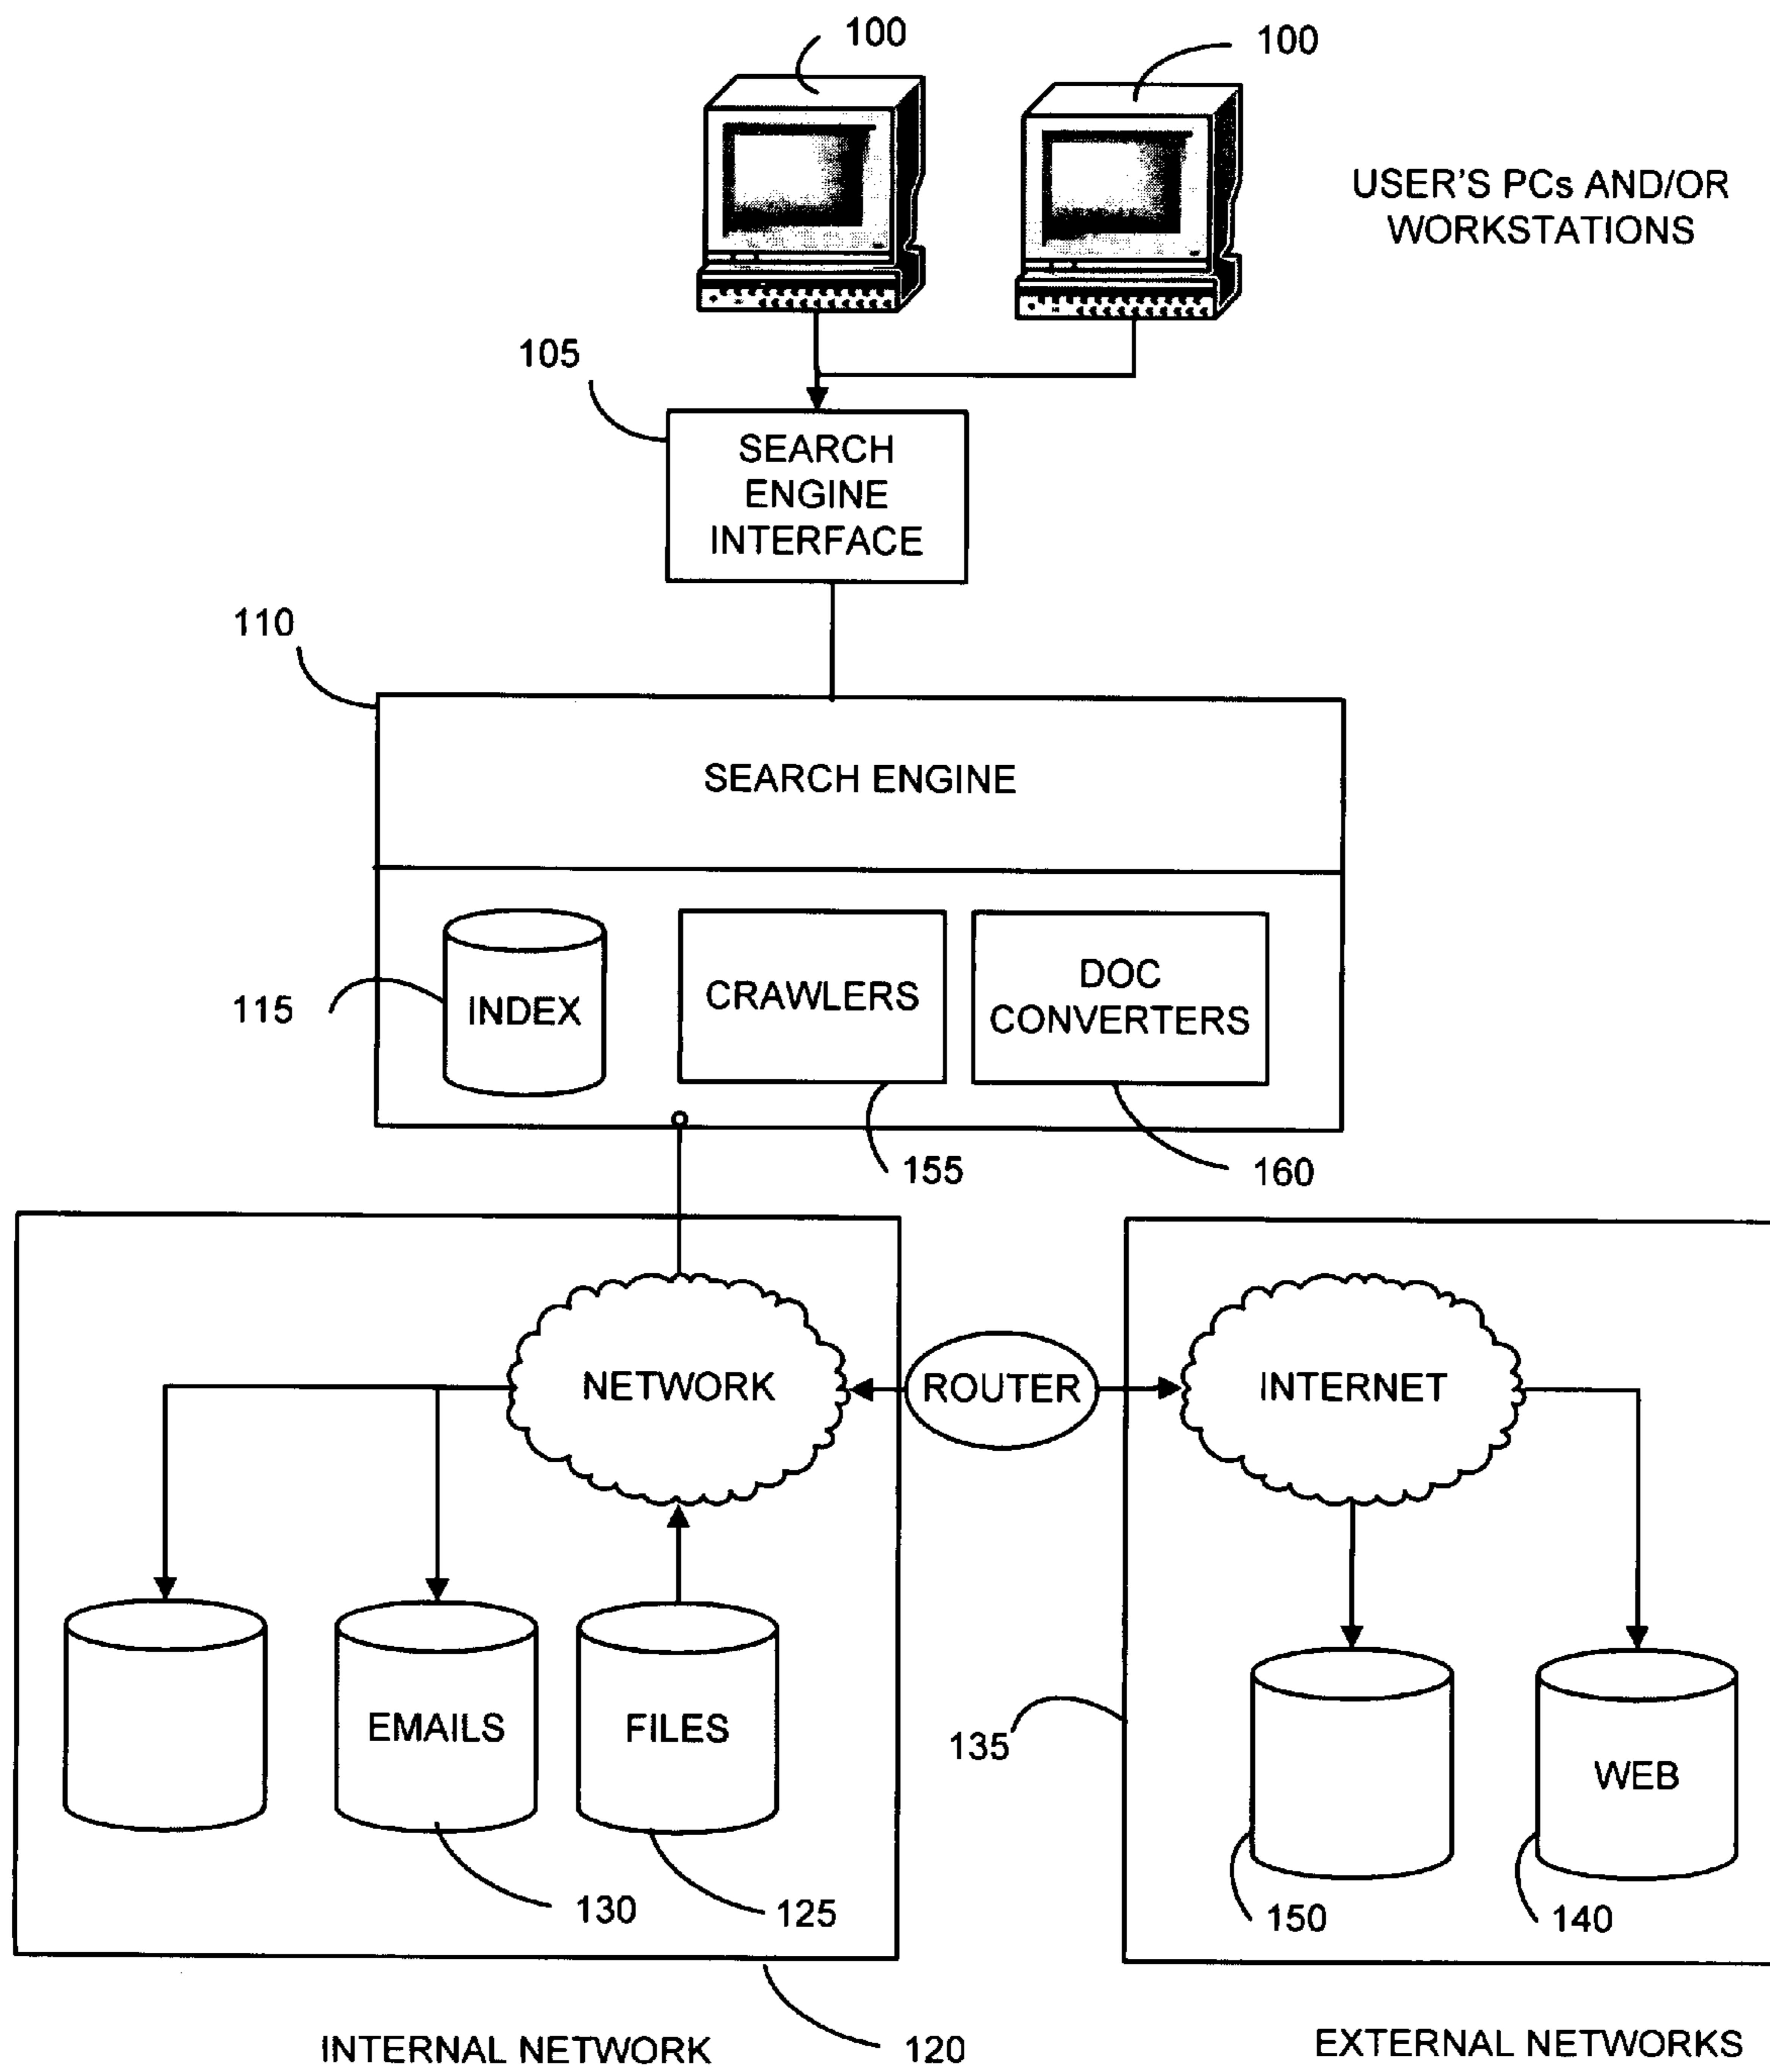 100
100
USER'S PCs AND/OR
WORKSTATIONS
105
SEARCH
ENGINE
INTERFACE
110
SEARCH ENGINE
115
INDEX
CRAWLERS
DOC
CONVERTERS
155
160
NETWORK
ROUTER
INTERNET
EMAILS
FILES
135
WEB
130
125
150
140
INTERNAL NETWORK
120
EXTERNAL NETWORKS